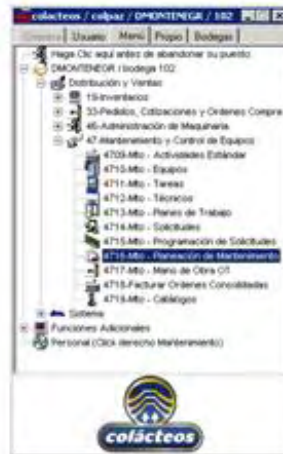 colacteos / colpaz / DMONTENEGR / 102
Usuario Menú Propio Bodegas
Haga Clic aquí antes de abandonar su puesto.
DMONTENEGR / bodega 102
Distribución y Ventas
19-Inventarios
33-Pedidos, Cotizaciones y Ordenes Compra
46-Administración de Maquinaria
47-Mantenimiento y Control de Equipos
4709-Mto - Actividades Estándar
4710-Mto - Equipos
4711-Mto - Tareas
4712-Mto - Técnicos
4713-Mto - Planes de Trabajo
4714-Mto - Solicitudes
4715-Mto - Programación de Solicitudes
4716-Mto - Planeación de Mantenimiento
4717-Mto - Mano de Obra OT
4718-Facturar Ordenes Consolidadas
4719-Mto - Catálogos
Sistema
Funciones Adicionales
Personal (Click derecho Mantenimiento)
colácteos